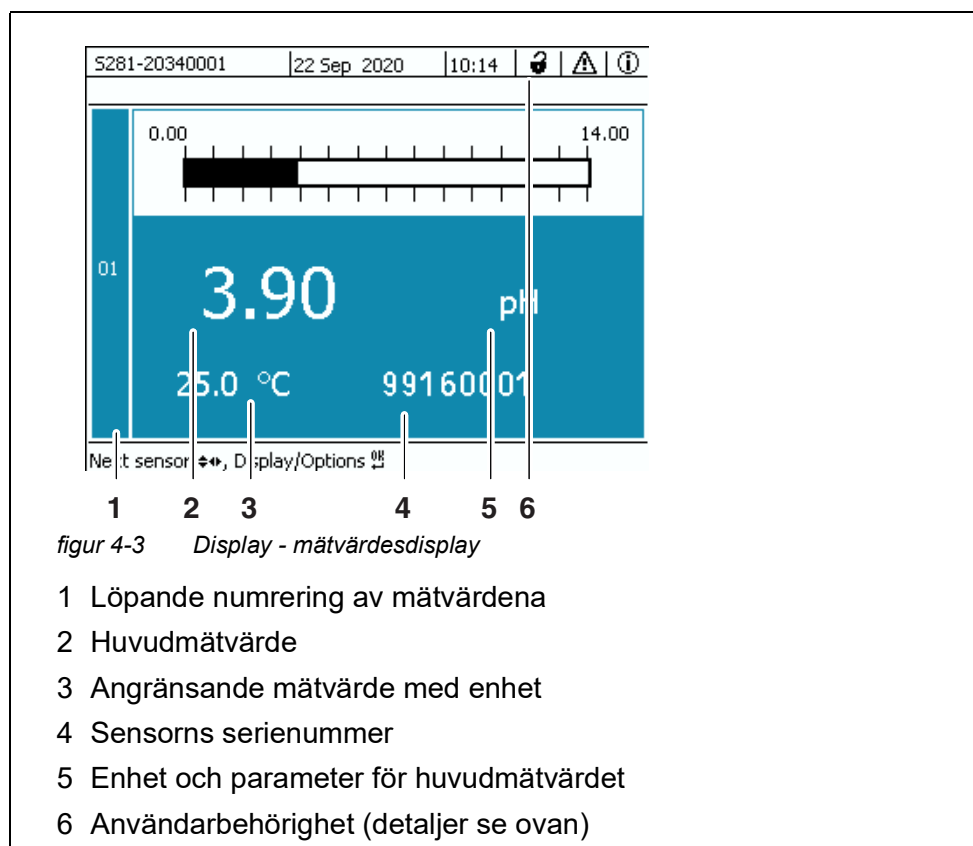 S281-20340001 22 Sep 2020 10:14
0.00 14.00
01
3.90 pH
25.0 °C 99160001
Next sensor, Display/Options OK
1 2 3 4 5 6
figur 4-3 Display - mätvärdesdisplay
1 Löpande numrering av mätvärdena
2 Huvudmätvärde
3 Angränsande mätvärde med enhet
4 Sensorns serienummer
5 Enhet och parameter för huvudmätvärdet
6 Användarbehörighet (detaljer se ovan)